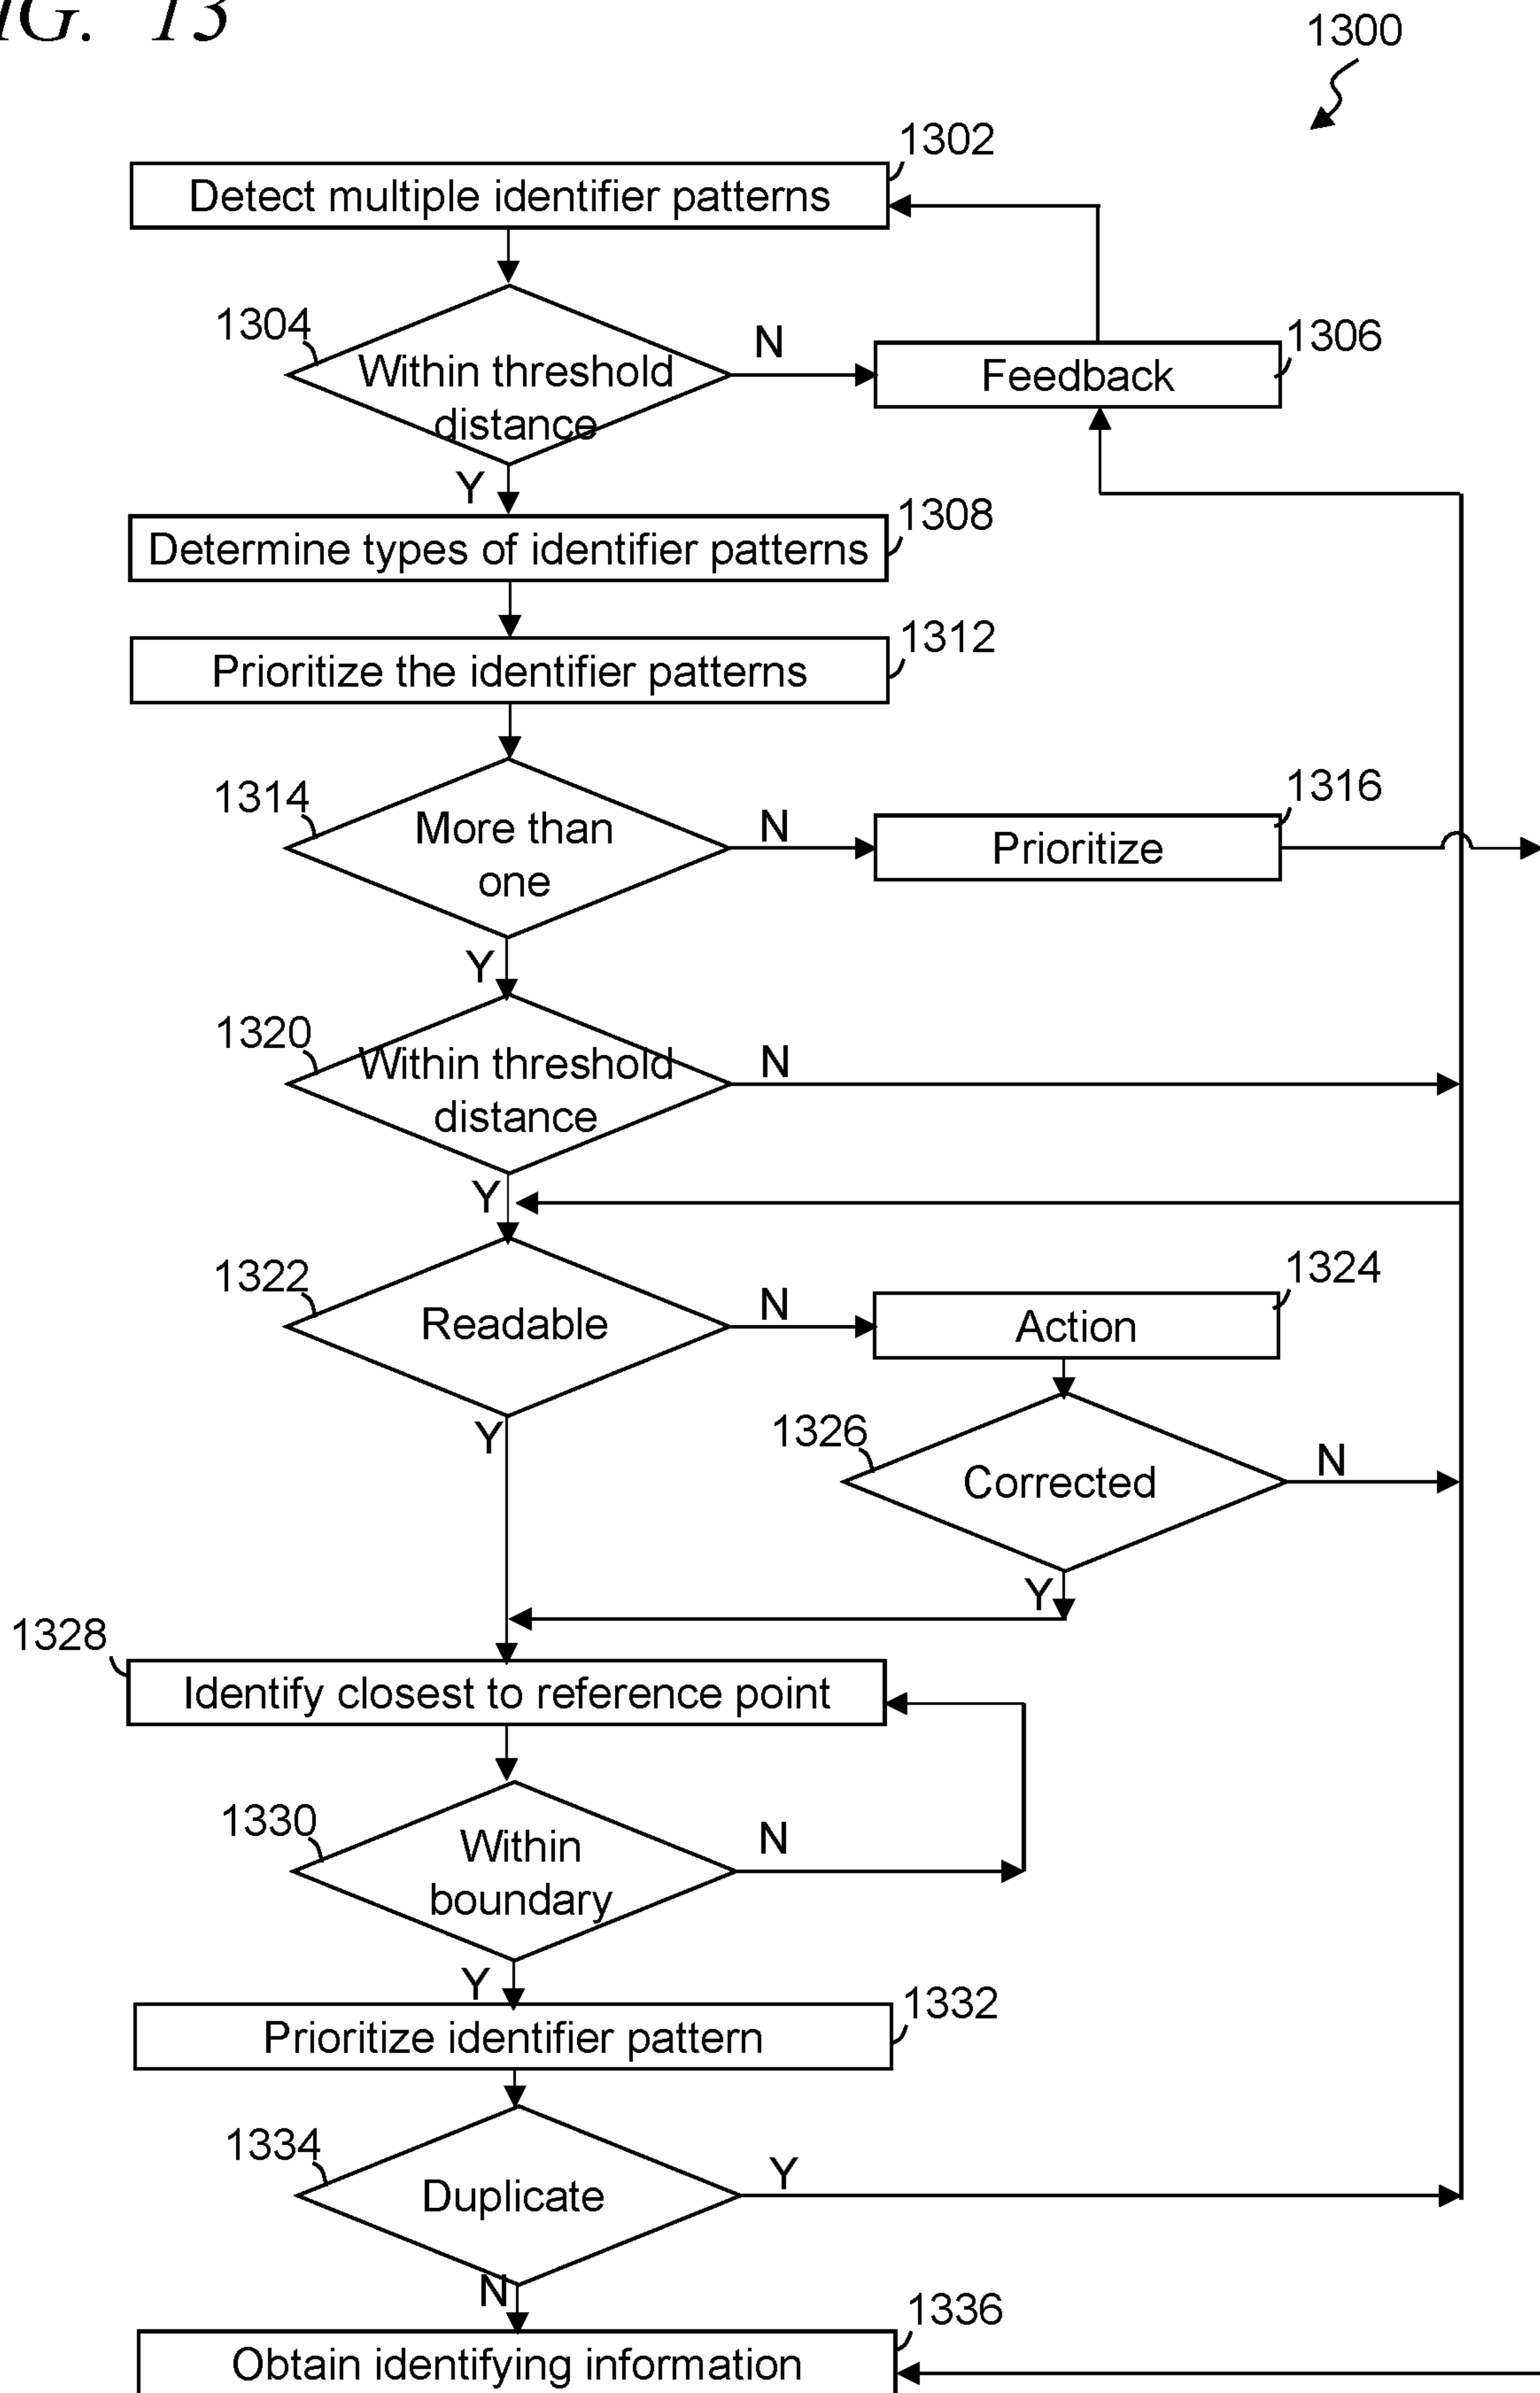 FIG. 13
1300
1302
Detect multiple identifier patterns
1304
Within threshold
distance
N
1306
Feedback
Y
1308
Determine types of identifier patterns
1312
Prioritize the identifier patterns
1314
More than
one
N
1316
Prioritize
Y
1320
Within threshold
distance
N
Y
1322
Readable
N
1324
Action
Y
1326
Corrected
N
Y
1328
Identify closest to reference point
1330
Within
boundary
N
Y
1332
Prioritize identifier pattern
1334
Duplicate
Y
N
1336
Obtain identifying information